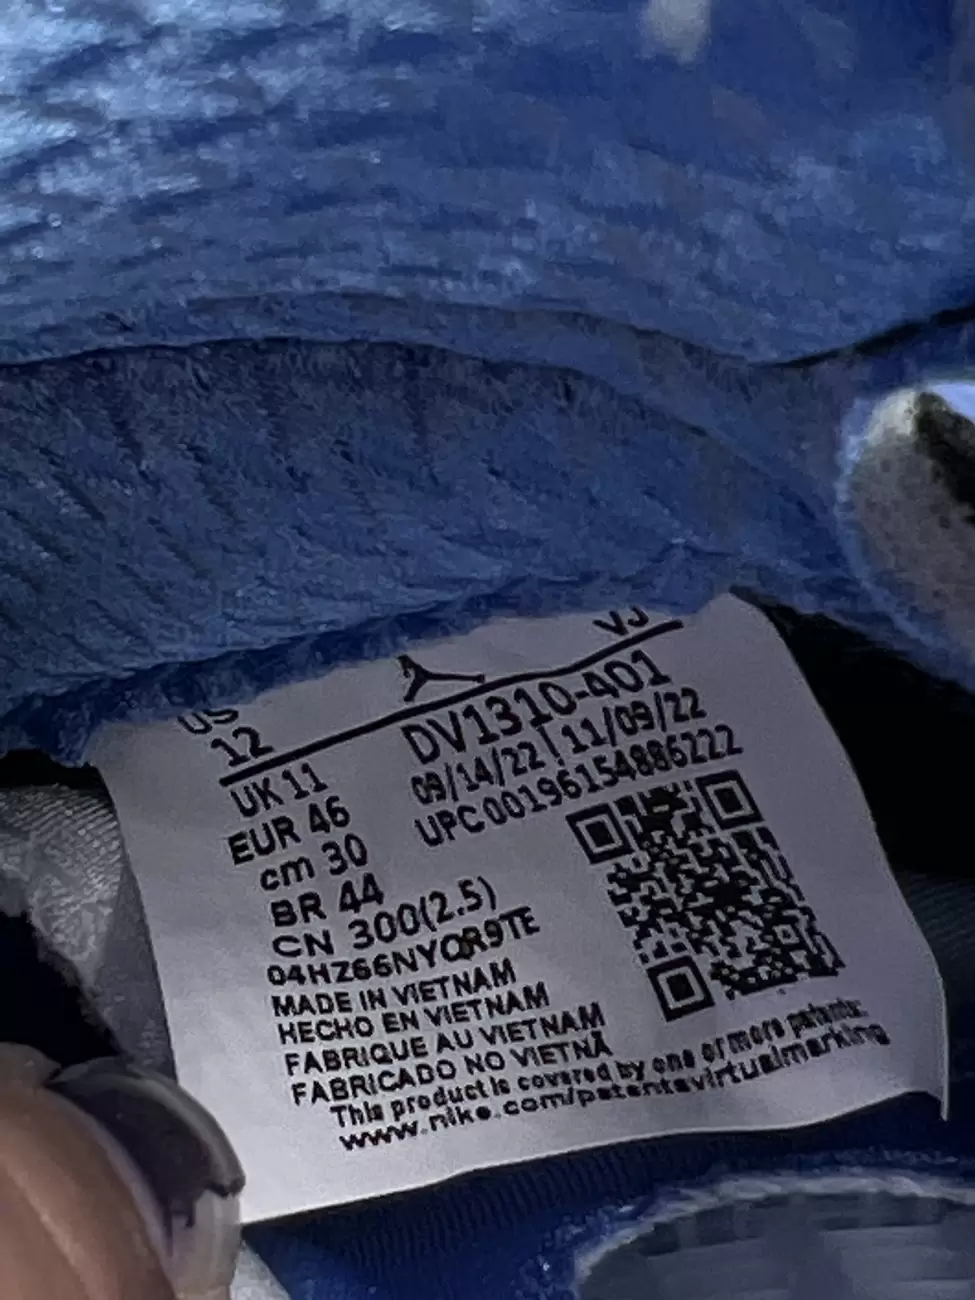 US
12
VJ
DV1310-401
09/14/22 | 11/09/22
UPC00196154886222
UK 11
EUR 46
cm 30
BR 44
CN 300(2.5)
04HZ66NYQR9TE
MADE IN VIETNAM
HECHO EN VIETNAM
FABRIQUE AU VIETNAM
FABRICADO NO VIETNÃ
This product is covered by one or more patents:
www.nike.com/patentsvirtualmarking